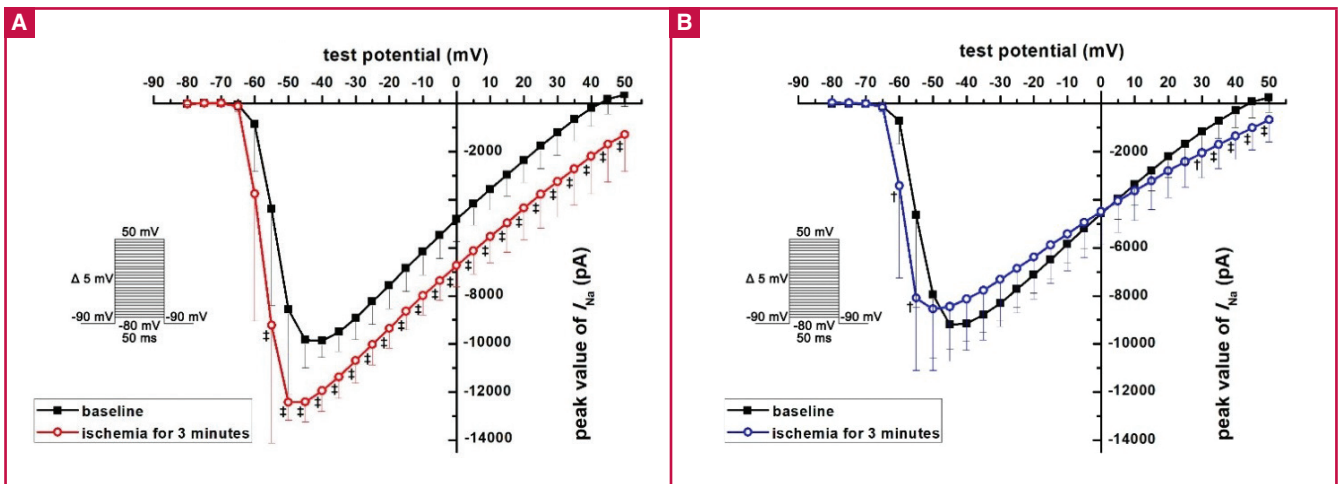 A
test potential (mV)
-90 -80 -70 -60 -50 -40 -30 -20 -10 0 10 20 30 40 50
-2000
-4000
-6000
-8000
-10000
-12000
-14000
peak value of INa (pA)
50 mV
Δ 5 mV
-90 mV -90 mV
-80 mV
50 ms
‡ ‡ ‡ ‡ ‡ ‡ ‡ ‡ ‡ ‡ ‡ ‡ ‡ ‡ ‡ ‡ ‡ ‡ ‡ ‡ ‡ ‡
baseline
ischemia for 3 minutes
B
test potential (mV)
-90 -80 -70 -60 -50 -40 -30 -20 -10 0 10 20 30 40 50
-2000
-4000
-6000
-8000
-10000
-12000
-14000
peak value of INa (pA)
50 mV
Δ 5 mV
-90 mV -90 mV
-80 mV
50 ms
† † † ‡ ‡ ‡ ‡
baseline
ischemia for 3 minutes